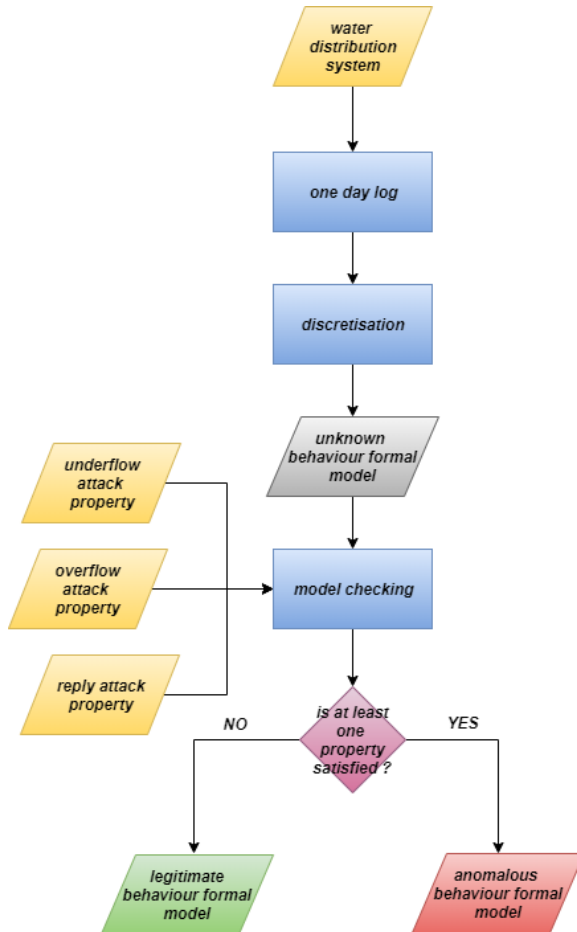 water
distribution
system
one day log
discretisation
unknown
behaviour formal
model
underflow
attack
property
overflow
attack
property
reply attack
property
model checking
is at least
one
property
satisfied ?
NO
YES
legitimate
behaviour formal
model
anomalous
behaviour formal
model